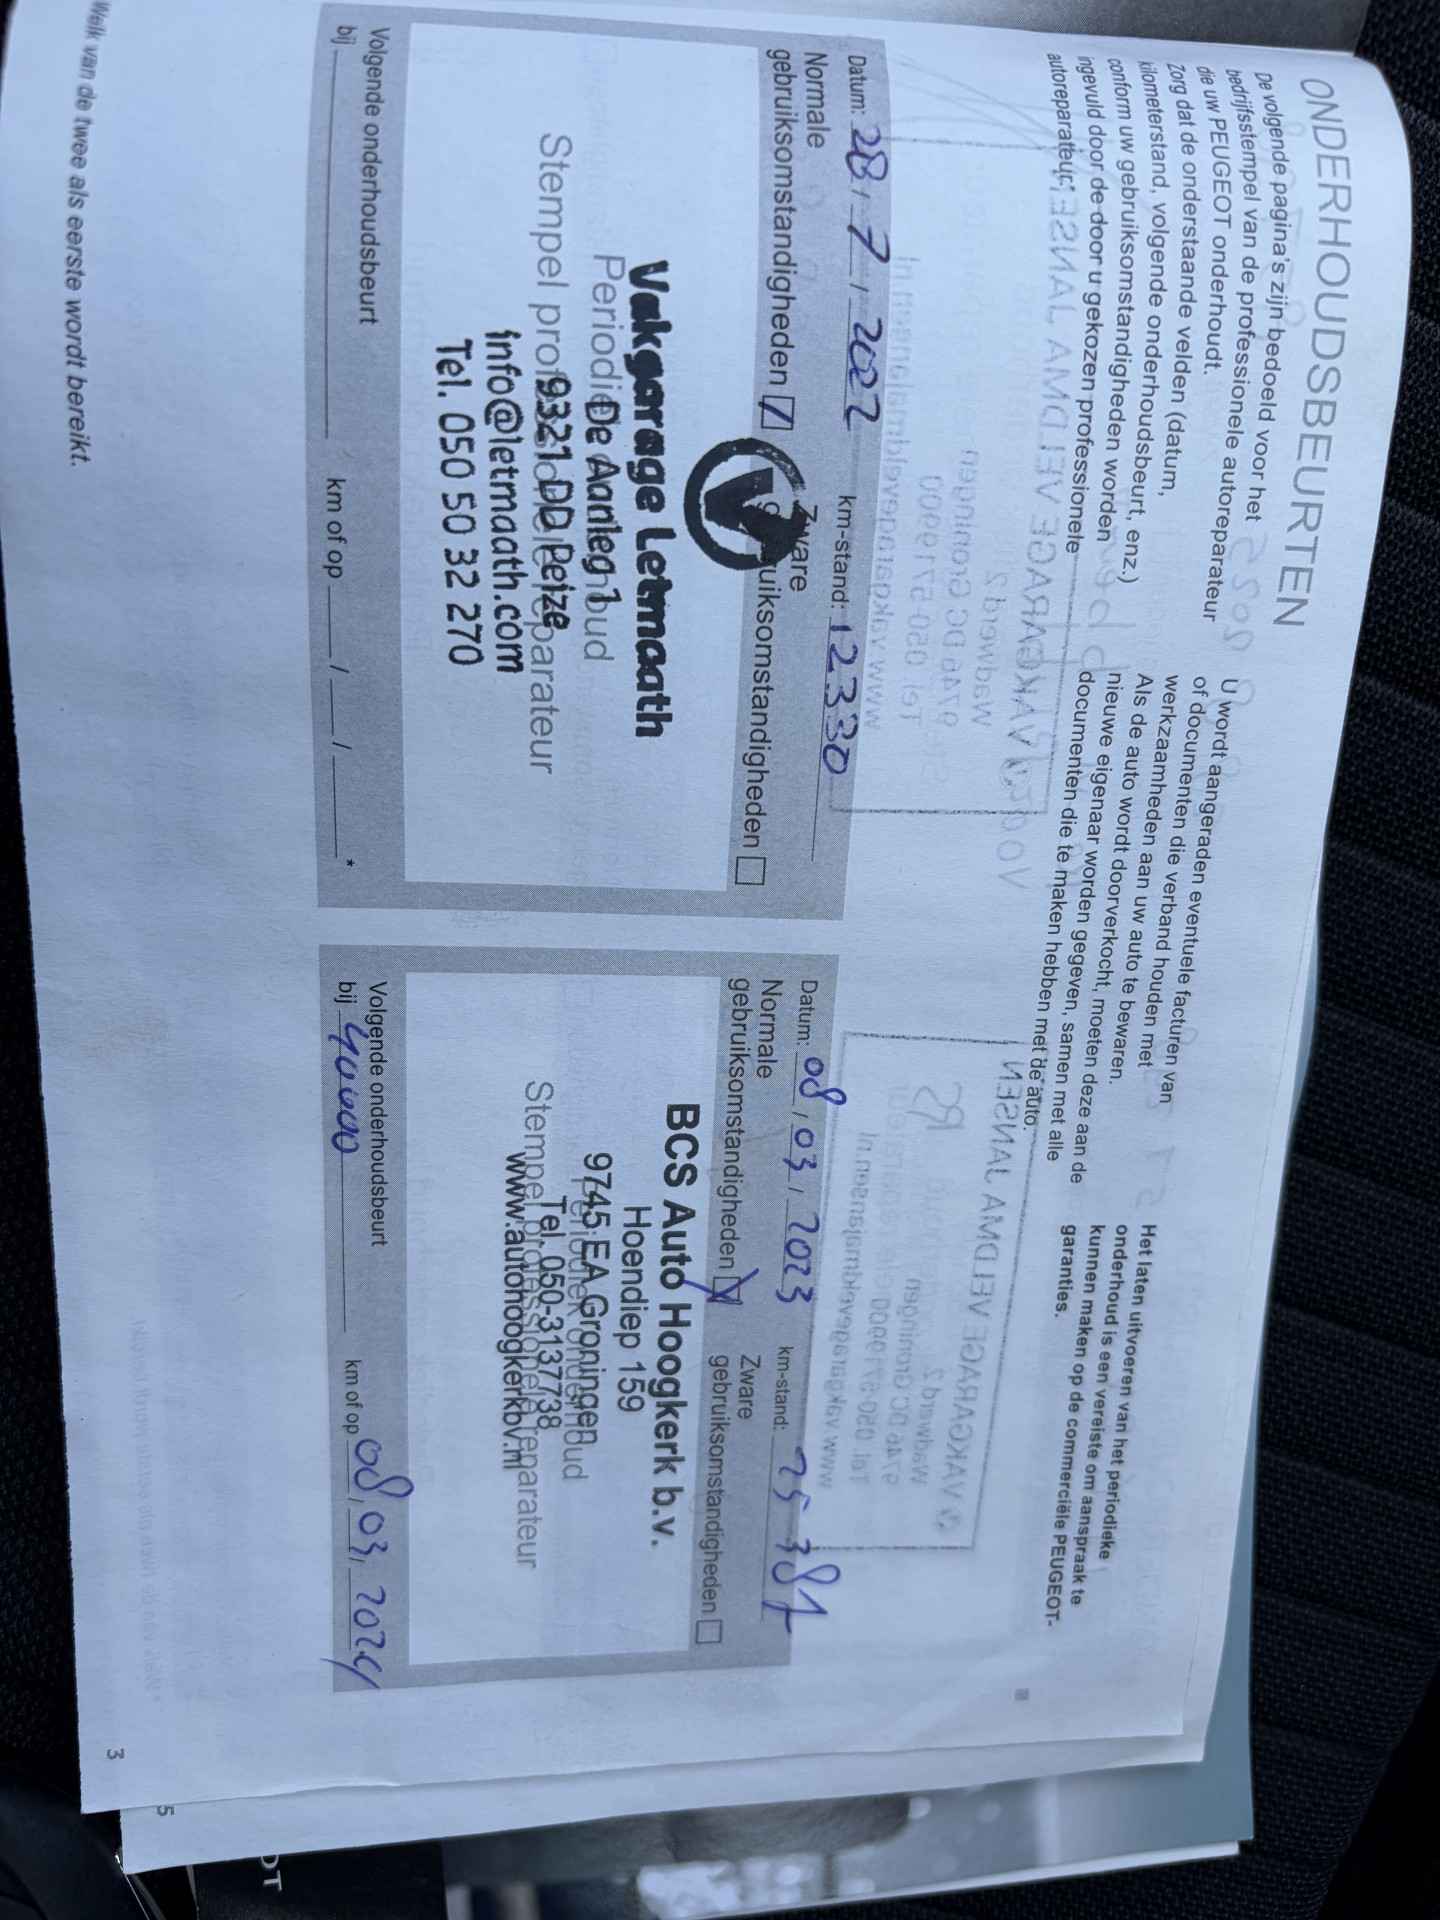 ONDERHOUDSBEURTEN
De volgende pagina's zijn bedoeld voor het
bedrijfsstempel van de professionele autoreparateur
die uw PEUGEOT onderhoudt.
Zorg dat de onderstaande velden (datum,
kilometerstand, volgende onderhoudsbeurt, enz.)
conform uw gebruiksomstandigheden worden
ingevuld door de door u gekozen professionele
autoreparateur.
U wordt aangeraden eventuele facturen van
of documenten die verband houden met
werkzaamheden aan uw auto te bewaren.
Als de auto wordt doorverkocht, moeten deze aan de
nieuwe eigenaar worden gegeven, samen met alle
documenten die te maken hebben met de auto.
Het laten uitvoeren van het periodieke
onderhoud is een vereiste om aanspraak te
kunnen maken op de commerciële PEUGEOT-
garanties.
Datum: 28 / 7 / 2022 km-stand: 12330
Normale
gebruiksomstandigheden
Zware
gebruiksomstandigheden
Vakgarage Letmaath
De Aanleg 1
9321 DD Peize
info@letmaath.com
Tel. 050 50 32 270
Stempel professionele reparateur
Volgende onderhoudsbeurt
bij km of op / / *
Datum: 08 / 03 / 2023 km-stand: 25 387
Normale
gebruiksomstandigheden
Zware
gebruiksomstandigheden
BCS Auto Hoogkerk b.v.
Hoendiep 159
9745 EA Groningen
Tel. 050-3137738
www.autohoogkerkbv.nl
Stempel professionele reparateur
Volgende onderhoudsbeurt
bij 40000 km of op 08 / 03 / 2024
Welk van de twee als eerste wordt bereikt.
3
5